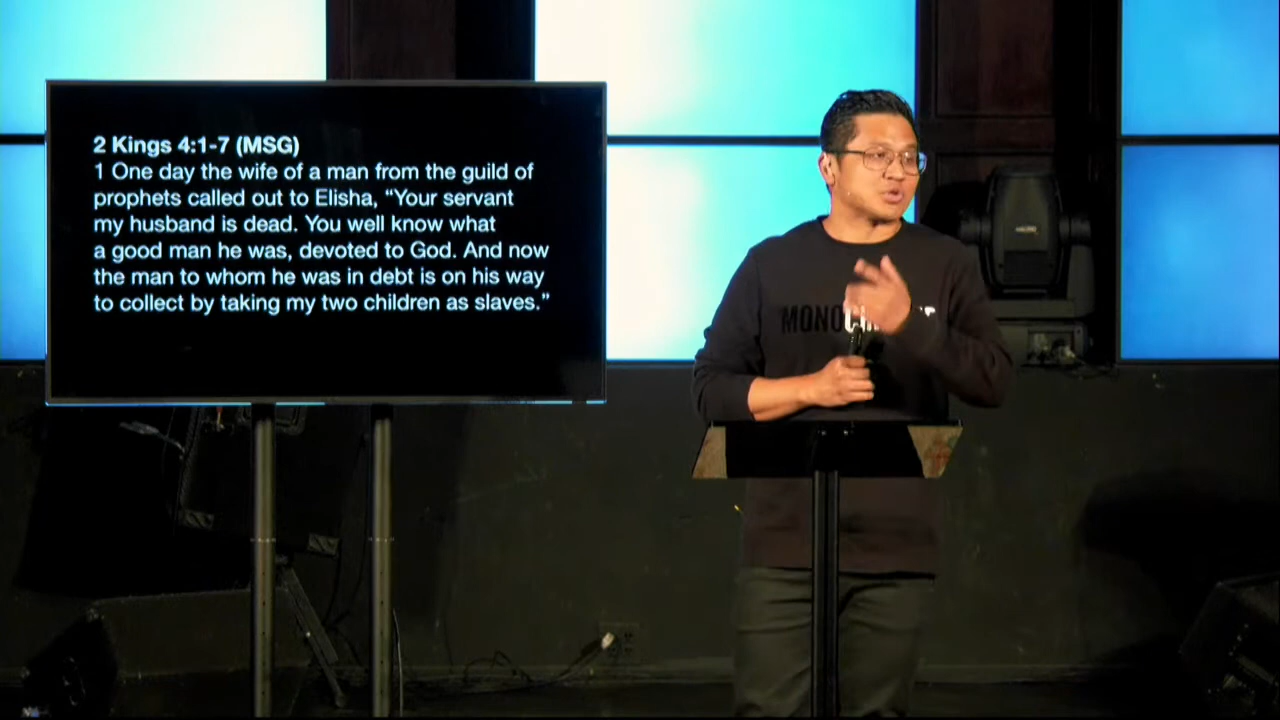 2 Kings 4:1-7 (MSG)
1 One day the wife of a man from the guild of
prophets called out to Elisha, “Your servant
my husband is dead. You well know what
a good man he was, devoted to God. And now
the man to whom he was in debt is on his way
to collect by taking my two children as slaves.”